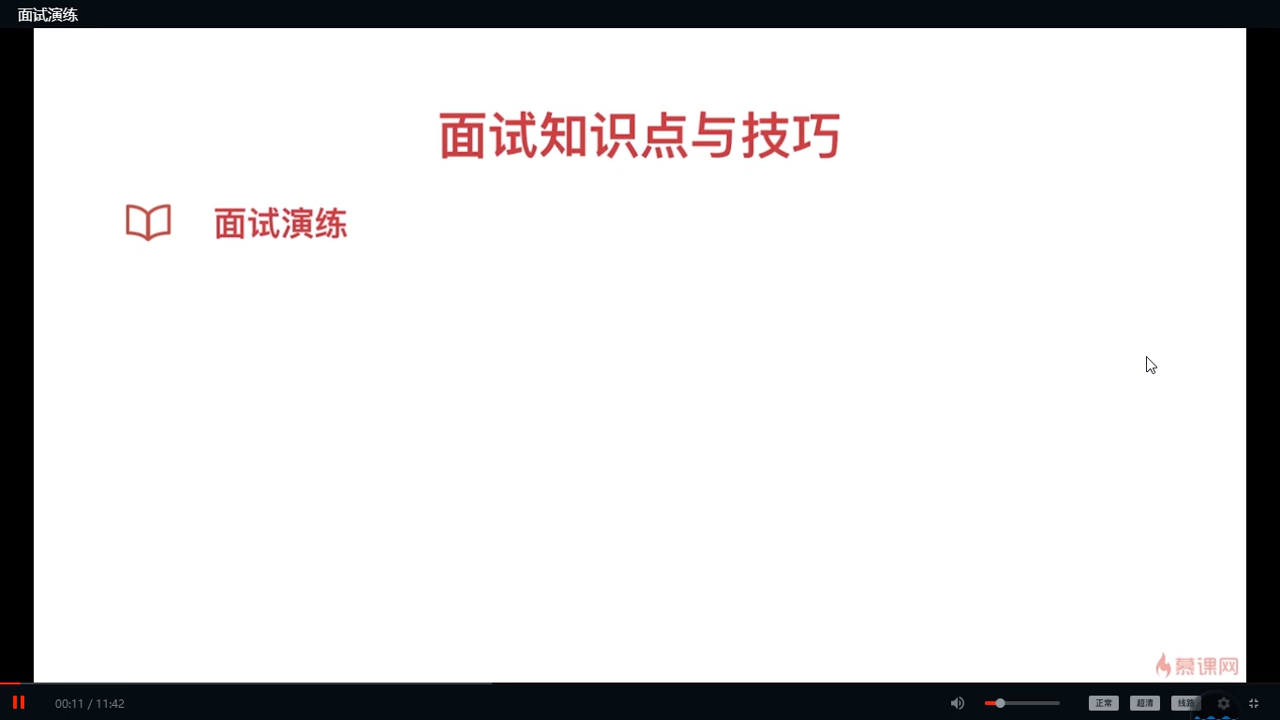 面试演练
面试知识点与技巧
面试演练
慕课网
00:11 / 11:42
正常
超清
线路